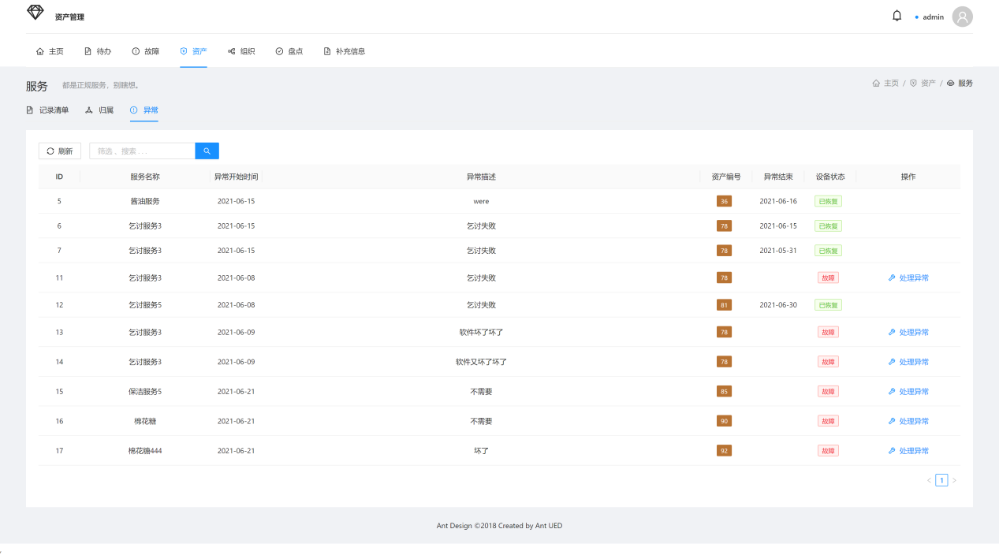 资产管理
admin
主页 待办 故障 资产 组织 盘点 补充信息
服务 都是正规服务，别瞎想。
主页 / 资产 / 服务
记录清单 归属 异常
刷新 筛选 、搜索 . . .
ID 服务名称 异常开始时间 异常描述 资产编号 异常结束 设备状态 操作
5 酱油服务 2021-06-15 were 36 2021-06-16 已恢复
6 乞讨服务3 2021-06-15 乞讨失败 78 2021-06-15 已恢复
7 乞讨服务3 2021-06-15 乞讨失败 78 2021-05-31 已恢复
11 乞讨服务3 2021-06-08 乞讨失败 78 故障 处理异常
12 乞讨服务5 2021-06-08 乞讨失败 81 2021-06-30 已恢复
13 乞讨服务3 2021-06-09 软件坏了坏了 78 故障 处理异常
14 乞讨服务3 2021-06-09 软件又坏了坏了 78 故障 处理异常
15 保洁服务5 2021-06-21 不需要 85 故障 处理异常
16 棉花糖 2021-06-21 不需要 90 故障 处理异常
17 棉花糖444 2021-06-21 坏了 92 故障 处理异常
< 1 >
Ant Design ©2018 Created by Ant UED